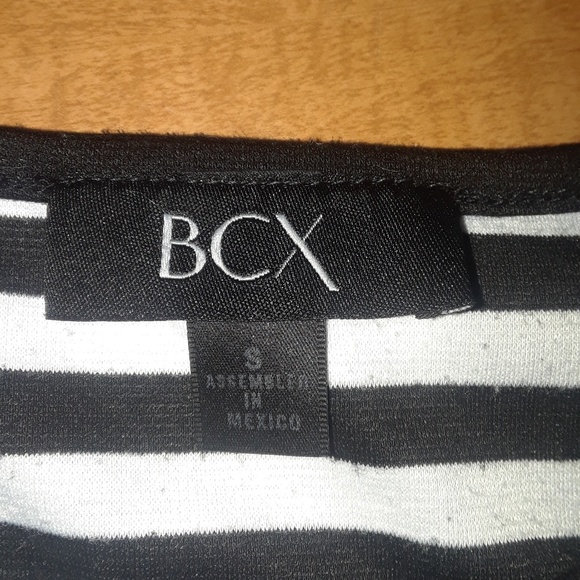 BCX
S
ASSEMBLED
IN
MEXICO